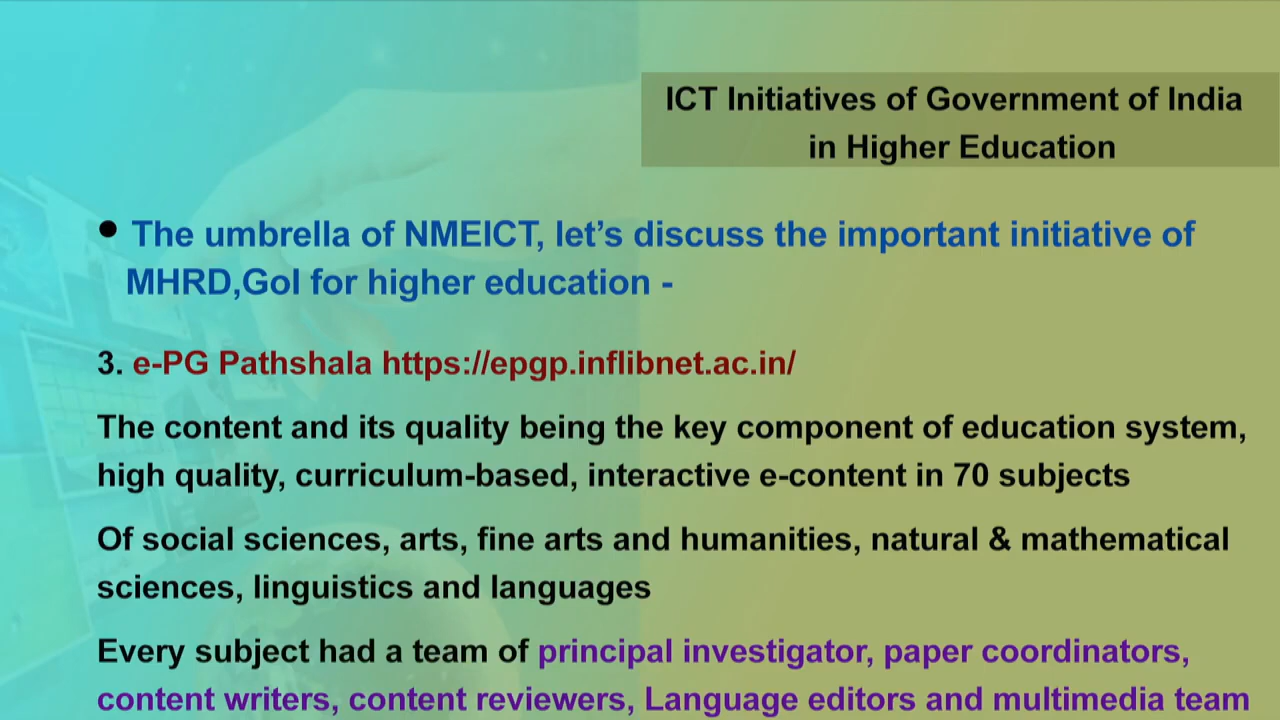 ICT Initiatives of Government of India
in Higher Education
● The umbrella of NMEICT, let’s discuss the important initiative of
MHRD,GoI for higher education -
3. e-PG Pathshala https://epgp.inflibnet.ac.in/
The content and its quality being the key component of education system,
high quality, curriculum-based, interactive e-content in 70 subjects
Of social sciences, arts, fine arts and humanities, natural & mathematical
sciences, linguistics and languages
Every subject had a team of principal investigator, paper coordinators,
content writers, content reviewers, Language editors and multimedia team